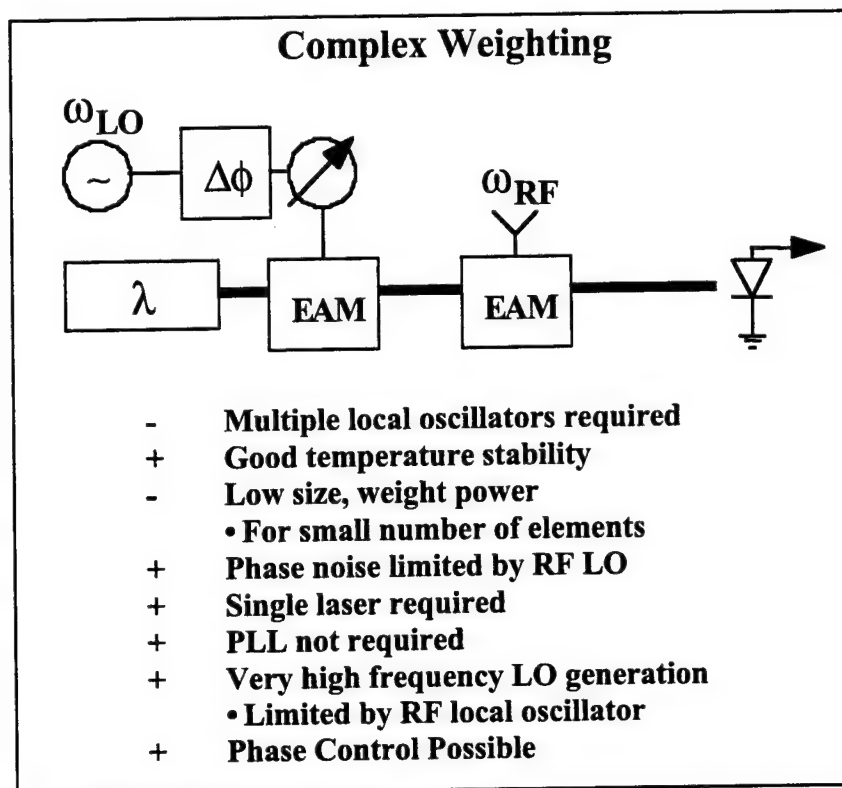 Complex Weighting
ωLO
~
Δϕ
ωRF
λ
EAM
EAM
- Multiple local oscillators required
+ Good temperature stability
- Low size, weight power
• For small number of elements
+ Phase noise limited by RF LO
+ Single laser required
+ PLL not required
+ Very high frequency LO generation
• Limited by RF local oscillator
+ Phase Control Possible